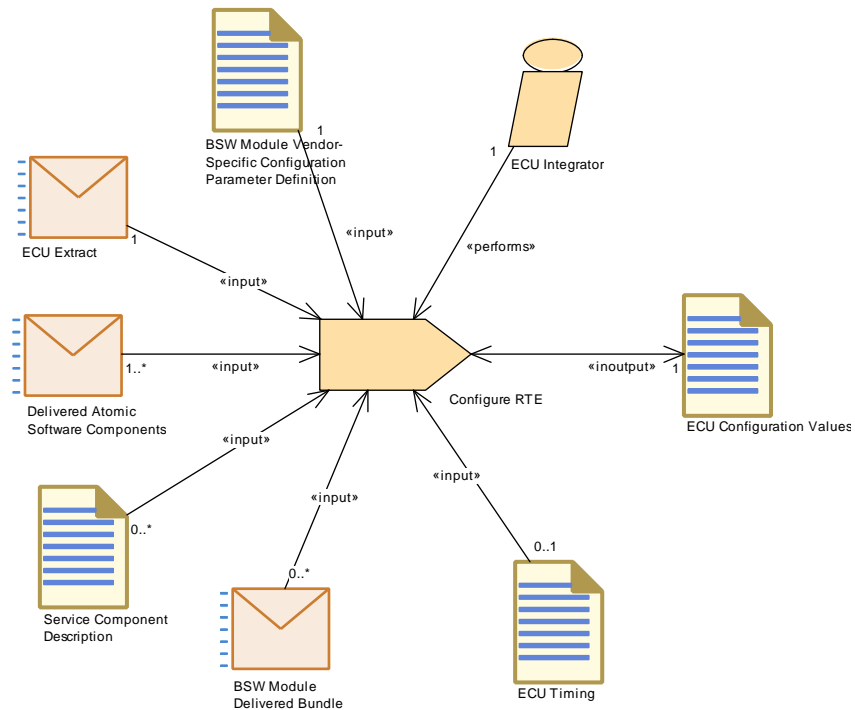 1
BSW Module Vendor-
Specific Configuration
Parameter Definition
1
ECU Integrator
1
ECU Extract
«input»
«performs»
«input»
1..*
«input»
Delivered Atomic
Software Components
Configure RTE
«inoutput»
1
ECU Configuration Values
«input»
0..*
Service Component
Description
«input»
0..*
BSW Module
Delivered Bundle
«input»
0..1
ECU Timing